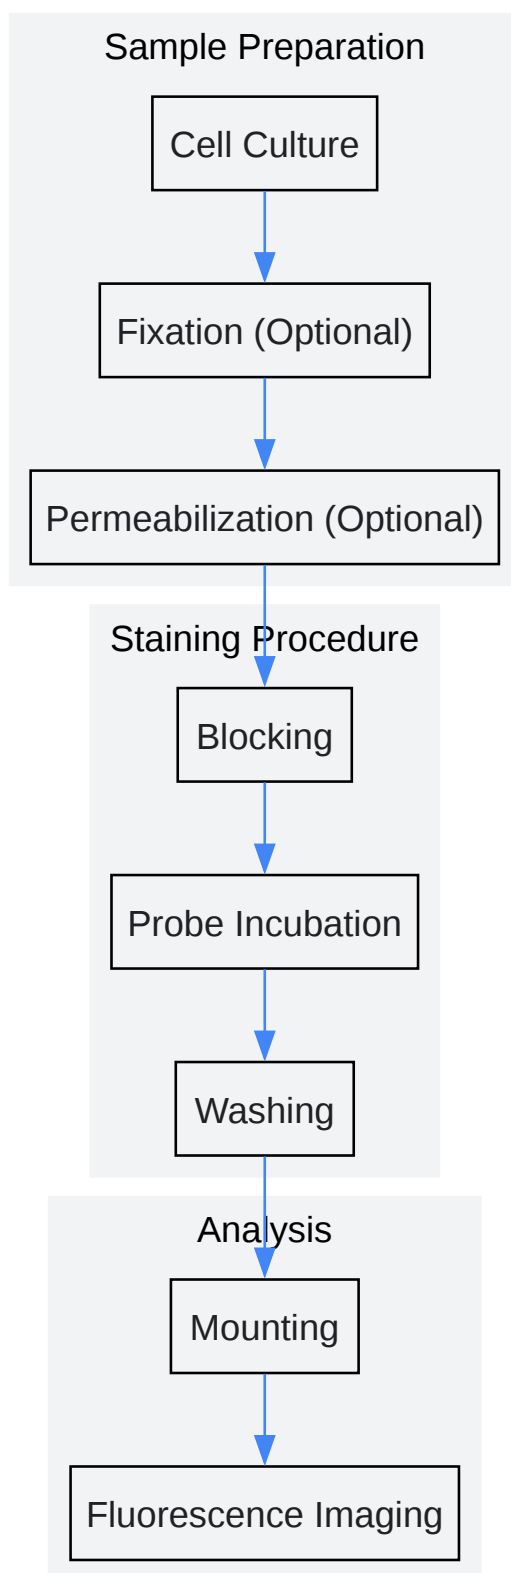 Sample Preparation
Cell Culture
Fixation (Optional)
Permeabilization (Optional)
Staining Procedure
Blocking
Probe Incubation
Washing
Analysis
Mounting
Fluorescence Imaging